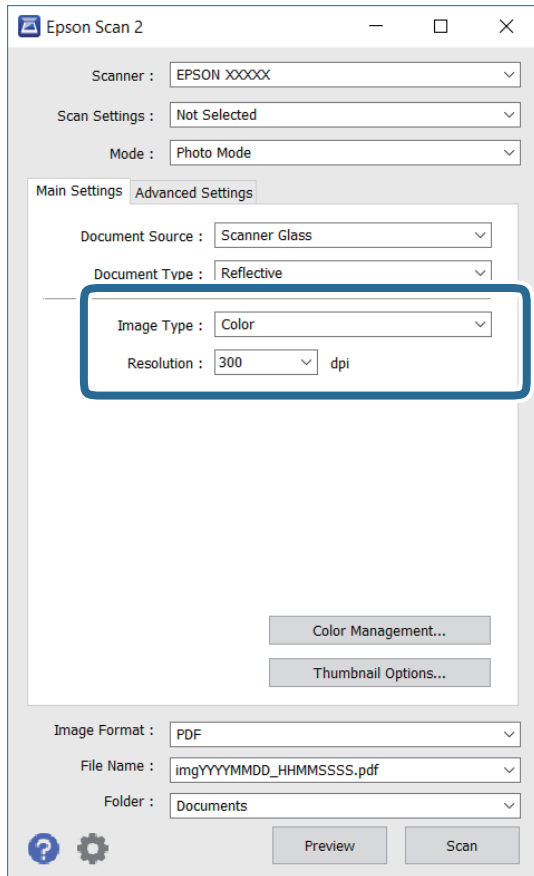 Epson Scan 2
Scanner : EPSON XXXXX
Scan Settings : Not Selected
Mode : Photo Mode
Main Settings Advanced Settings
Document Source : Scanner Glass
Document Type : Reflective
Image Type : Color
Resolution : 300 dpi
Color Management...
Thumbnail Options...
Image Format : PDF
File Name : imgYYYYMMDD_HHMMSSSS.pdf
Folder : Documents
? Preview Scan